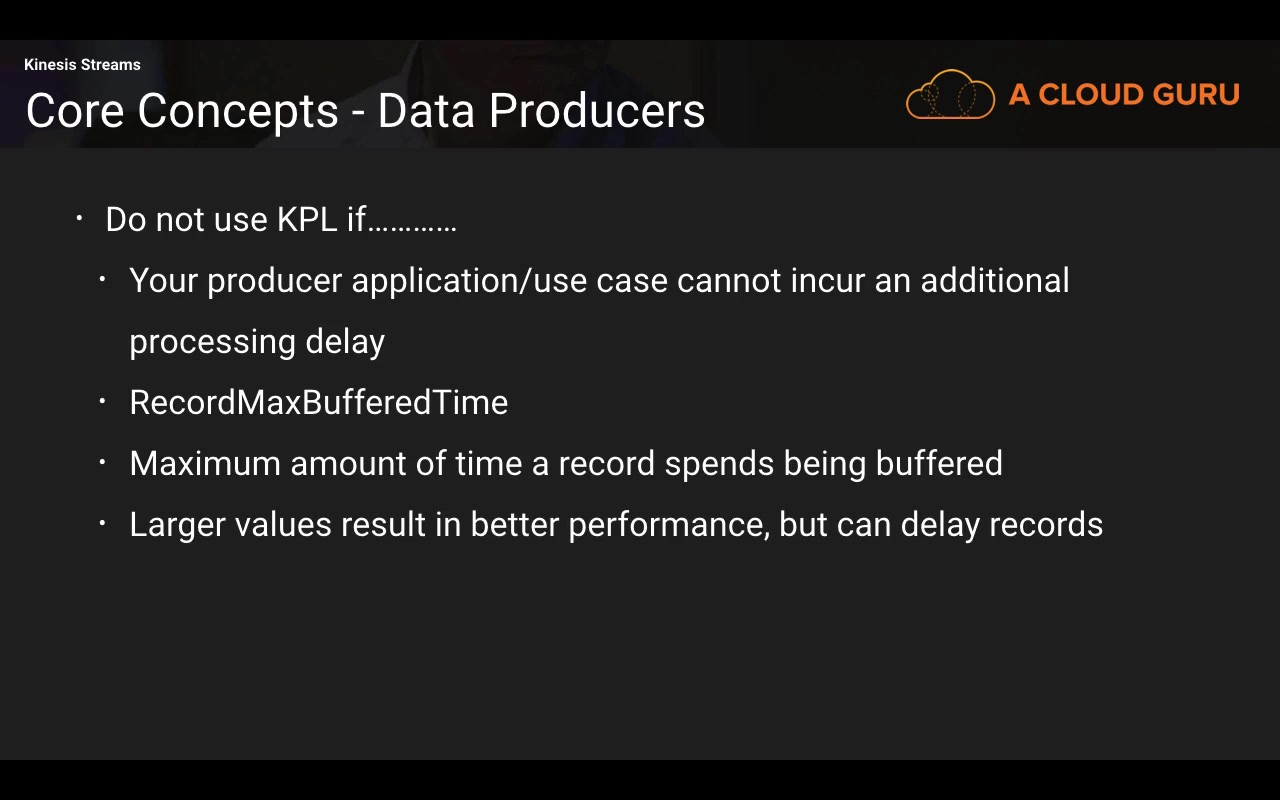 Kinesis Streams
Core Concepts - Data Producers
A CLOUD GURU
• Do not use KPL if…………
• Your producer application/use case cannot incur an additional
processing delay
• RecordMaxBufferedTime
• Maximum amount of time a record spends being buffered
• Larger values result in better performance, but can delay records